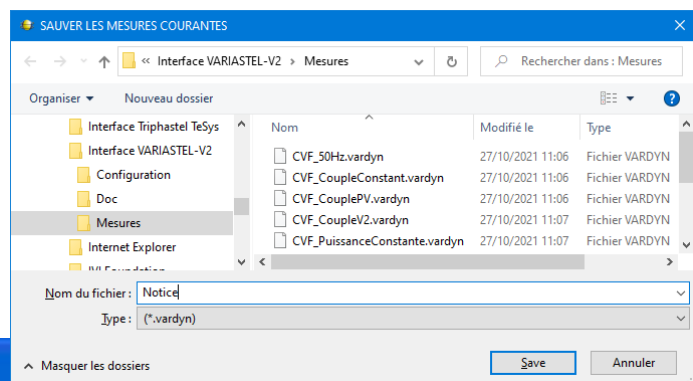 SAUVER LES MESURES COURANTES
« Interface VARIASTEL-V2 > Mesures
Rechercher dans : Mesures
Organiser
Nouveau dossier
Interface Triphastel TeSys
Interface VARIASTEL-V2
Configuration
Doc
Mesures
Internet Explorer
Nom Modifié le Type
CVF_50Hz.vardyn 27/10/2021 11:06 Fichier VARDYN
CVF_CoupleConstant.vardyn 27/10/2021 11:06 Fichier VARDYN
CVF_CouplePV.vardyn 27/10/2021 11:06 Fichier VARDYN
CVF_CoupleV2.vardyn 27/10/2021 11:07 Fichier VARDYN
CVF_PuissanceConstante.vardyn 27/10/2021 11:07 Fichier VARDYN
Nom du fichier : Notice
Type : (*.vardyn)
Masquer les dossiers
Save
Annuler